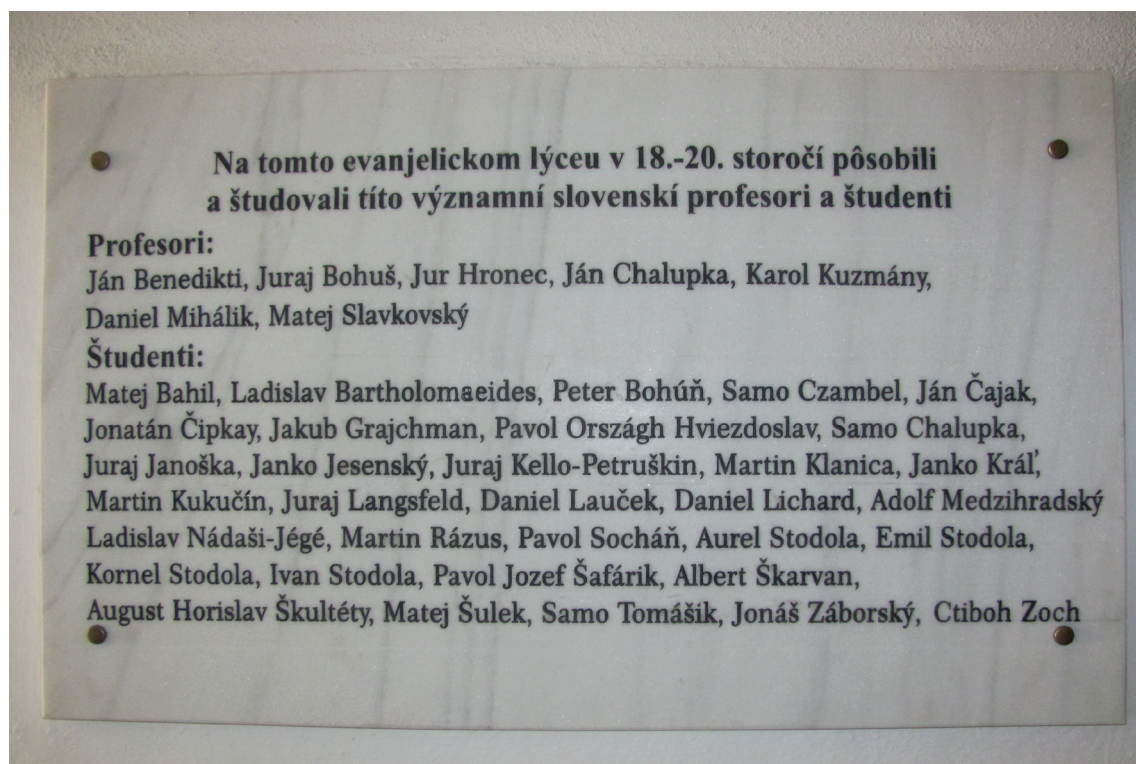 Na tomto evanjelickom lýceu v 18.-20. storočí pôsobili
a študovali títo významní slovenskí profesori a študenti
Profesori:
Ján Benedikti, Juraj Bohuš, Jur Hronec, Ján Chalupka, Karol Kuzmány,
Daniel Mihálik, Matej Slavkovský
Študenti:
Matej Bahil, Ladislav Bartholomaeides, Peter Bohúň, Samo Czambel, Ján Čajak,
Jonatán Čipkay, Jakub Grajchman, Pavol Országh Hviezdoslav, Samo Chalupka,
Juraj Janoška, Janko Jesenský, Juraj Kello-Petruškin, Martin Klanica, Janko Kráľ,
Martin Kukučín, Juraj Langsfeld, Daniel Lauček, Daniel Lichard, Adolf Medzihradský
Ladislav Nádaši-Jégé, Martin Rázus, Pavol Socháň, Aurel Stodola, Emil Stodola,
Kornel Stodola, Ivan Stodola, Pavol Jozef Šafárik, Albert Škarvan,
August Horislav Škultéty, Matej Šulek, Samo Tomášik, Jonáš Záborský, Ctiboh Zoch